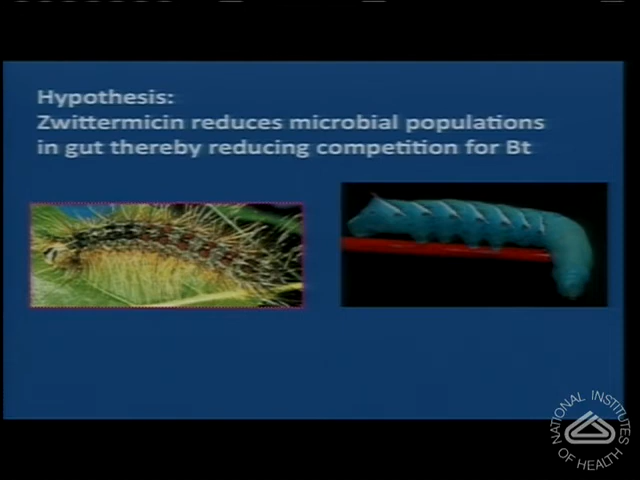 Hypothesis:
Zwittermicin reduces microbial populations
in gut thereby reducing competition for Bt
NATIONAL INSTITUTES
OF HEALTH